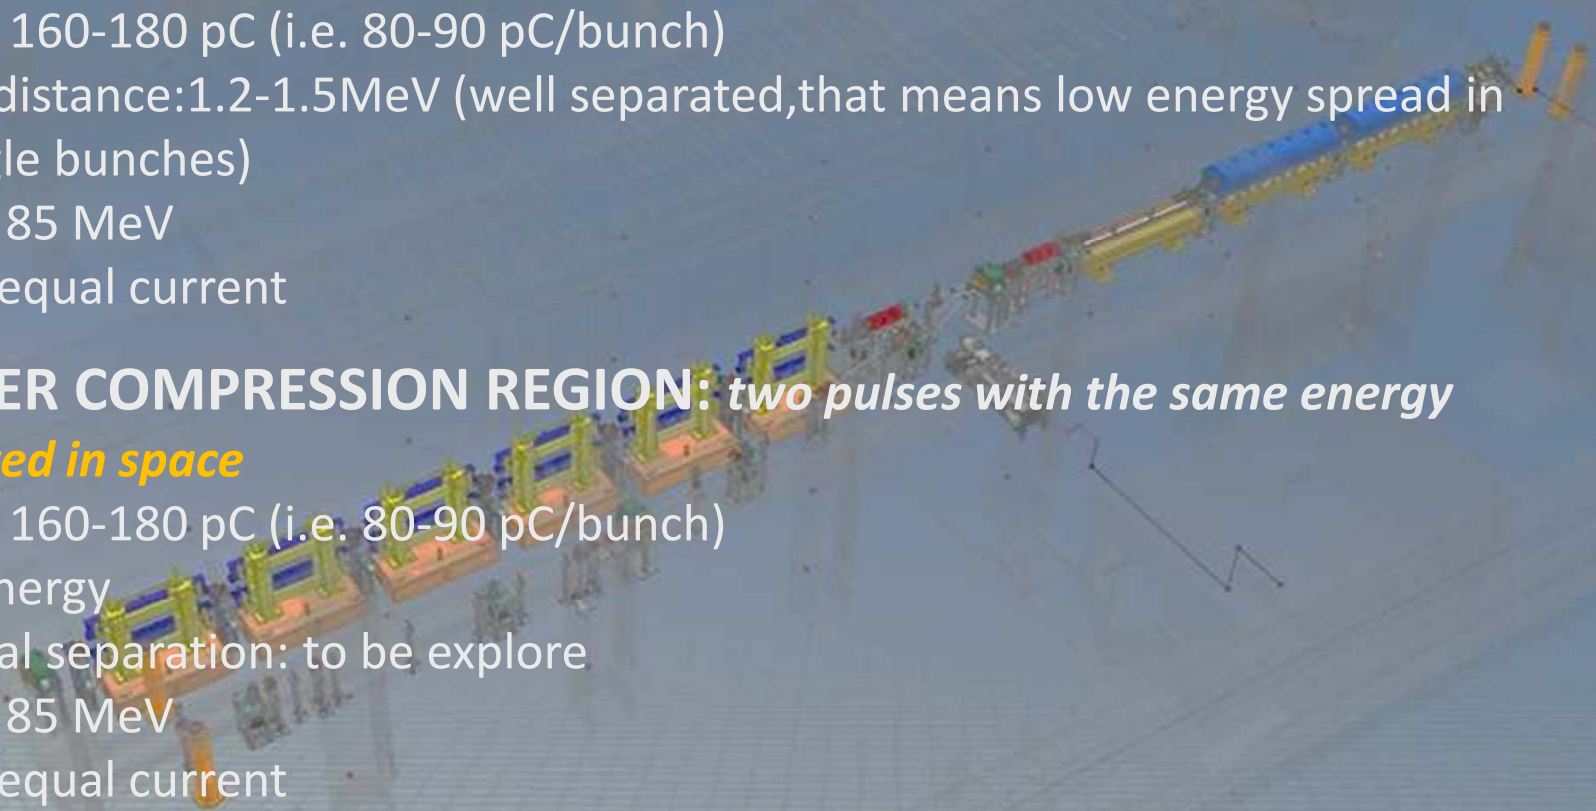 160-180 pC (i.e. 80-90 pC/bunch)
distance:1.2-1.5MeV (well separated,that means low energy spread in
gle bunches)
85 MeV
equal current
ER COMPRESSION REGION: two pulses with the same energy
ed in space
160-180 pC (i.e. 80-90 pC/bunch)
nergy
al separation: to be explore
85 MeV
equal current